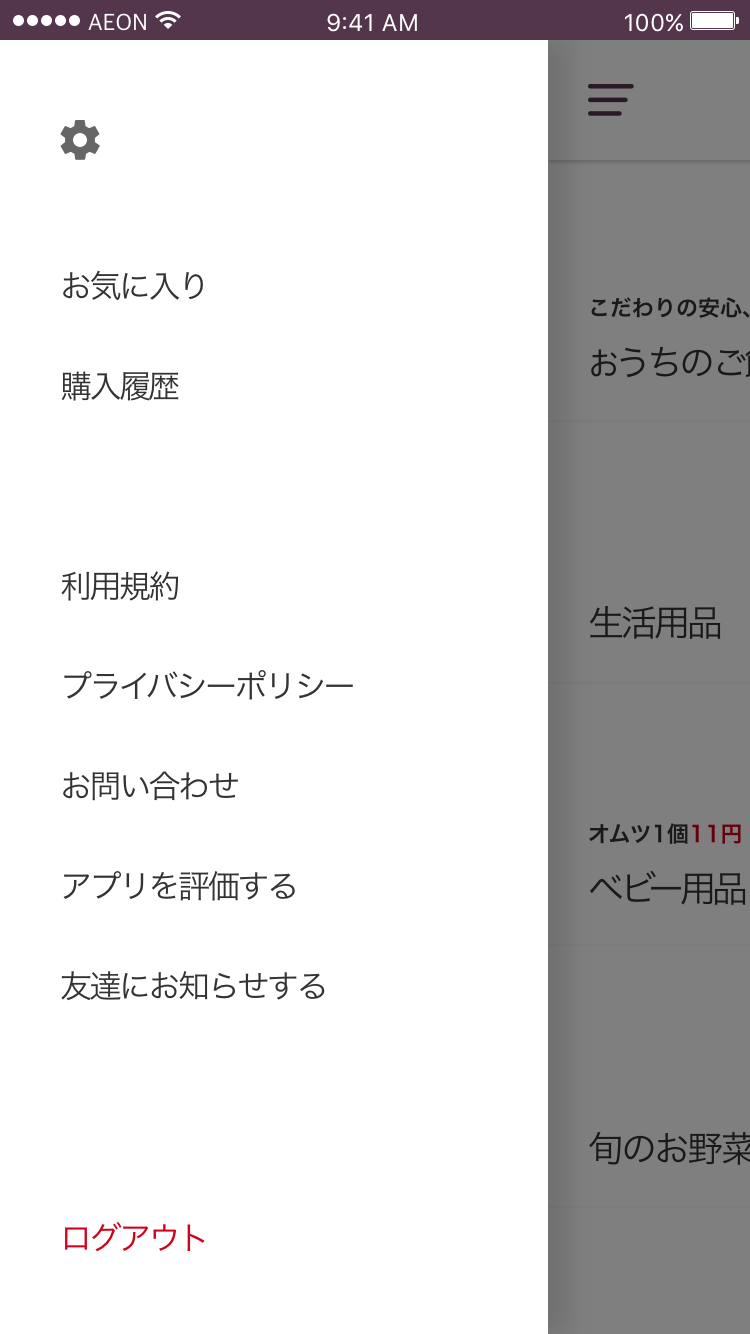 AEON 9:41 AM 100%
お気に入り
購入履歴
利用規約
プライバシーポリシー
お問い合わせ
アプリを評価する
友達にお知らせする
ログアウト
こだわりの安心、
おうちのご
生活用品
オムツ1個11円
ベビー用品
旬のお野菜